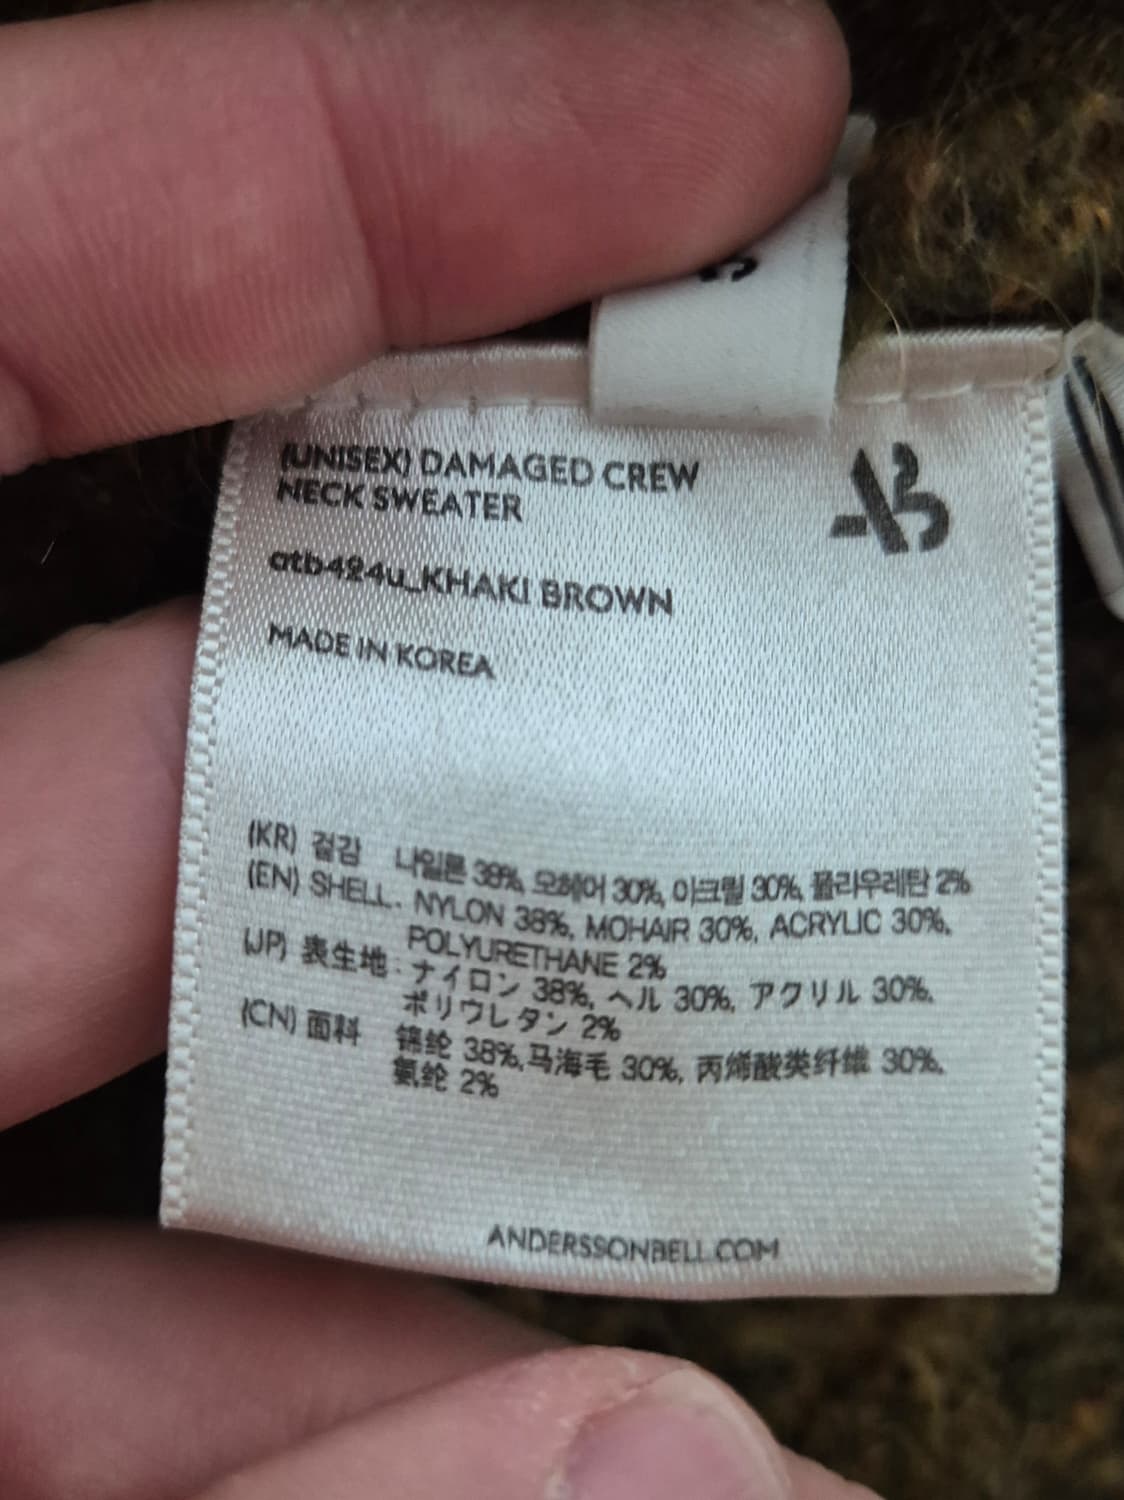 (UNISEX) DAMAGED CREW
NECK SWEATER
atb424u_KHAKI BROWN
MADE IN KOREA
(KR) 겉감 나일론 38%, 모헤어 30%, 아크릴 30%, 폴리우레탄 2%
(EN) SHELL. NYLON 38%, MOHAIR 30%, ACRYLIC 30%,
POLYURETHANE 2%
(JP) 表生地. ナイロン 38%, ヘル 30%, アクリル 30%,
ポリウレタン 2%
(CN) 面料 锦纶 38%,马海毛 30%, 丙烯酸类纤维 30%,
氨纶 2%
ANDERSSONBELL.COM